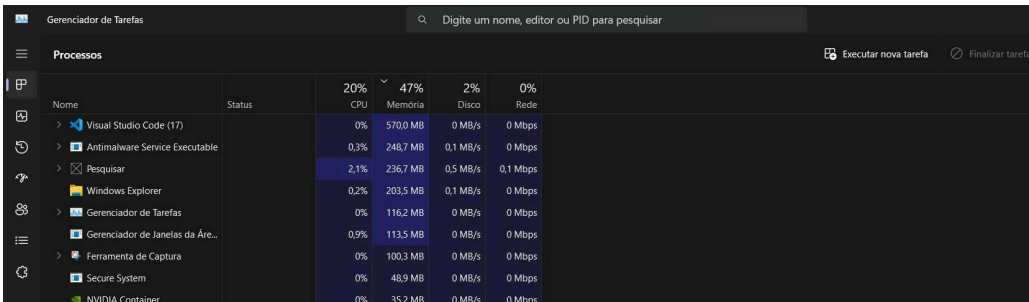 Gerenciador de Tarefas
Digite um nome, editor ou PID para pesquisar
Processos
Executar nova tarefa
Finalizar tarefa
20% 47% 2% 0%
Nome Status CPU Memória Disco Rede
Visual Studio Code (17) 0% 570,0 MB 0 MB/s 0 Mbps
Antimalware Service Executable 0,3% 248,7 MB 0,1 MB/s 0 Mbps
Pesquisar 2,1% 236,7 MB 0,5 MB/s 0,1 Mbps
Windows Explorer 0,2% 203,5 MB 0,1 MB/s 0 Mbps
Gerenciador de Tarefas 0% 116,2 MB 0 MB/s 0 Mbps
Gerenciador de Janelas da Áre... 0,9% 113,5 MB 0 MB/s 0 Mbps
Ferramenta de Captura 0% 100,3 MB 0 MB/s 0 Mbps
Secure System 0% 48,9 MB 0 MB/s 0 Mbps
NVIDIA Container 0% 35,2 MB 0 MB/s 0 Mbps